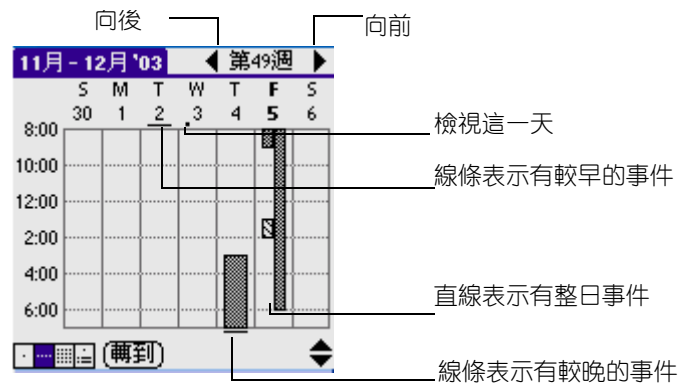 向後
向前
11月 - 12月 '03 第49週
S M T W T F S
30 1 2 3 4 5 6
8:00
檢視這一天
10:00
線條表示有較早的事件
12:00
2:00
4:00
直線表示有整日事件
6:00
轉到
線條表示有較晚的事件